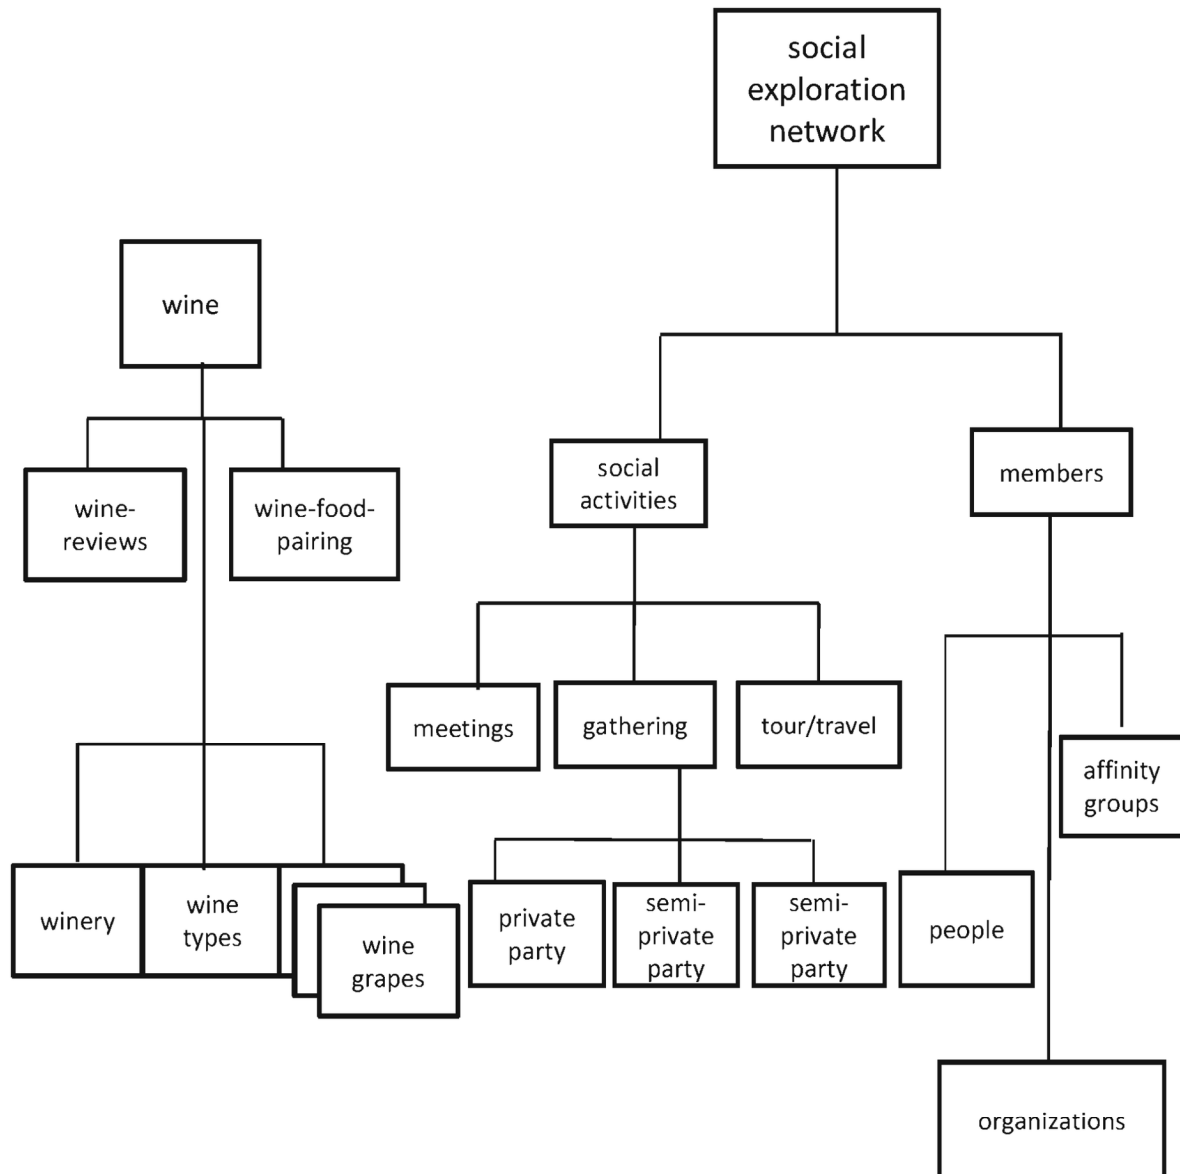 social
exploration
network
wine
social
activities
members
wine-
reviews
wine-food-
pairing
meetings
gathering
tour/travel
affinity
groups
winery
wine
types
wine
grapes
private
party
semi-
private
party
semi-
private
party
people
organizations